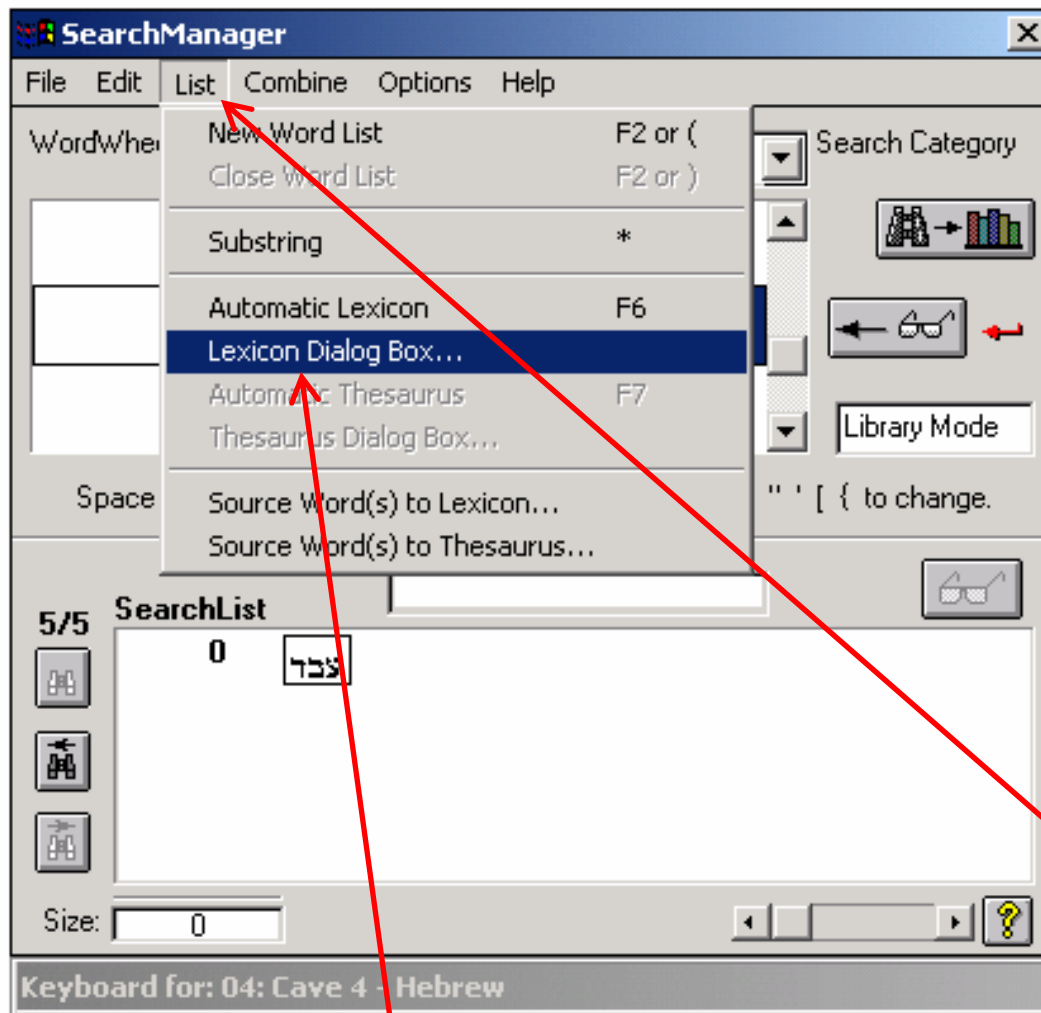 SearchManager
File Edit List Combine Options Help
WordWhe
Search Category
New Word List F2 or (
Close Word List F2 or )
Substring *
Automatic Lexicon F6
Lexicon Dialog Box...
Automatic Thesaurus F7
Thesaurus Dialog Box...
Library Mode
Source Word(s) to Lexicon...
Source Word(s) to Thesaurus...
Space
" ' [ { to change.
5/5 SearchList
0 עבד
Size: 0
Keyboard for: 04: Cave 4 - Hebrew